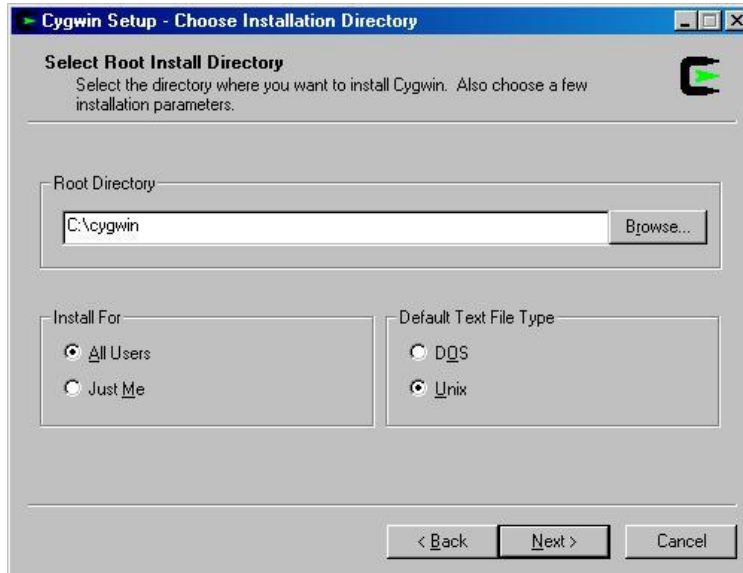 Cygwin Setup - Choose Installation Directory
Select Root Install Directory
Select the directory where you want to install Cygwin. Also choose a few
installation parameters.
Root Directory
C:\cygwin
Browse...
Install For
All Users
Just Me
Default Text File Type
DOS
Unix
< Back
Next >
Cancel